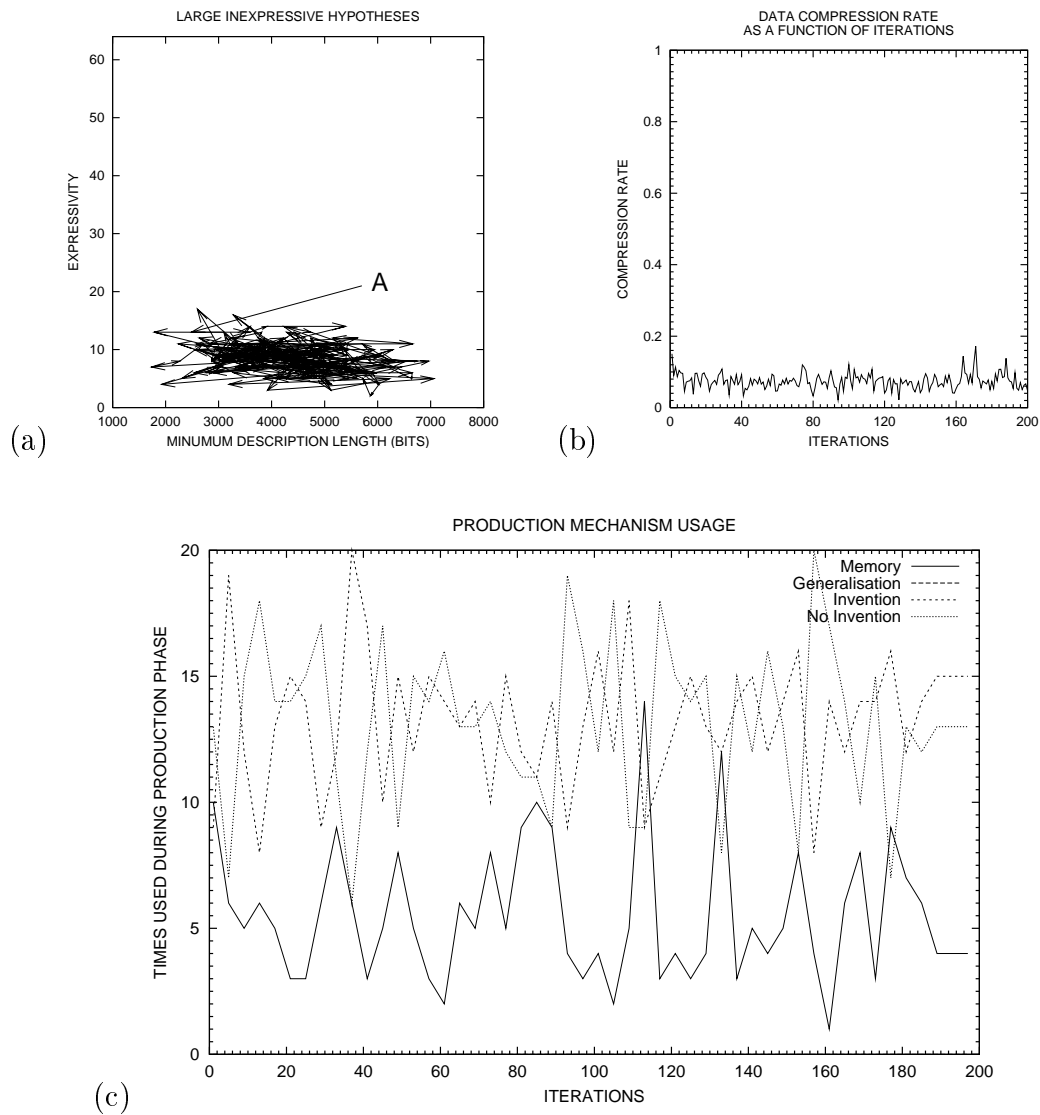 LARGE INEXPRESSIVE HYPOTHESES
60
50
40
30
20
10
0
EXPRESSIVITY
A
1000 2000 3000 4000 5000 6000 7000 8000
MINUMUM DESCRIPTION LENGTH (BITS)
(a)
DATA COMPRESSION RATE
AS A FUNCTION OF ITERATIONS
1
0.8
0.6
0.4
0.2
0
COMPRESSION RATE
0 40 80 120 160 200
ITERATIONS
(b)
PRODUCTION MECHANISM USAGE
20
15
10
5
0
TIMES USED DURING PRODUCTION PHASE
Memory
Generalisation
Invention
No Invention
0 20 40 60 80 100 120 140 160 180 200
ITERATIONS
(c)